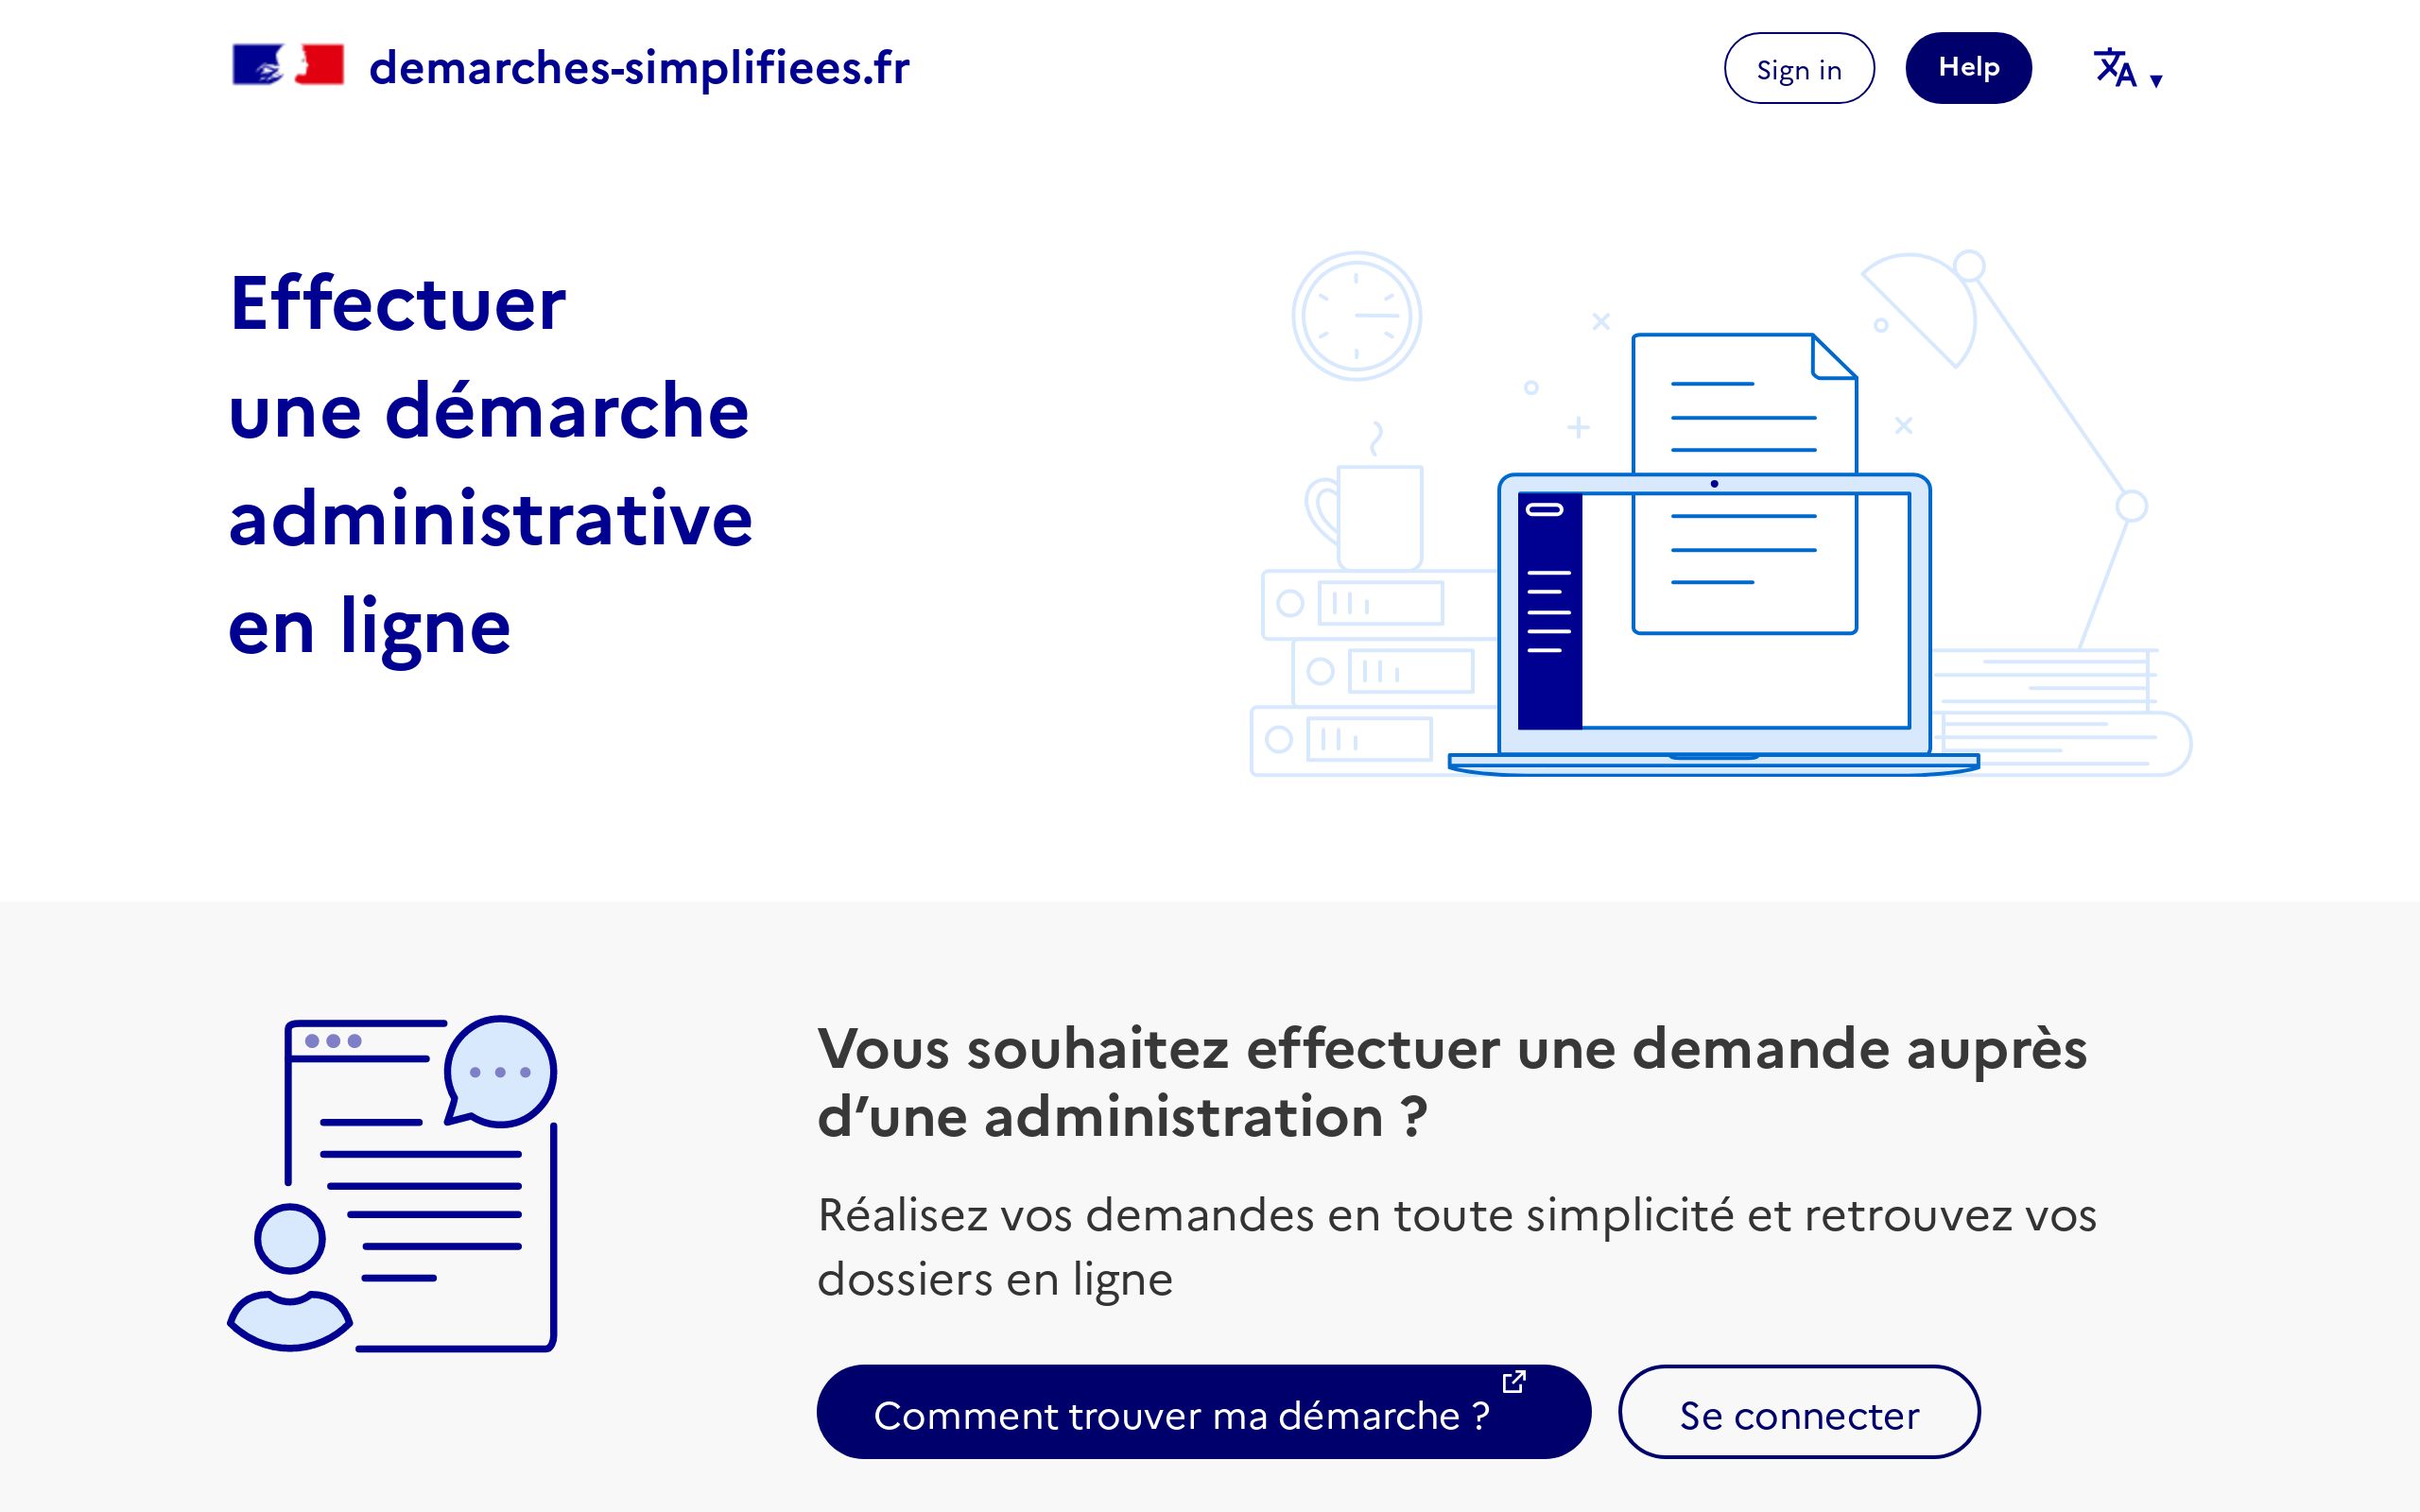 demarches-simplifiees.fr
Sign in
Help
Effectuer
une démarche
administrative
en ligne
Vous souhaitez effectuer une demande auprès
d’une administration ?
Réalisez vos demandes en toute simplicité et retrouvez vos
dossiers en ligne
Comment trouver ma démarche ?
Se connecter